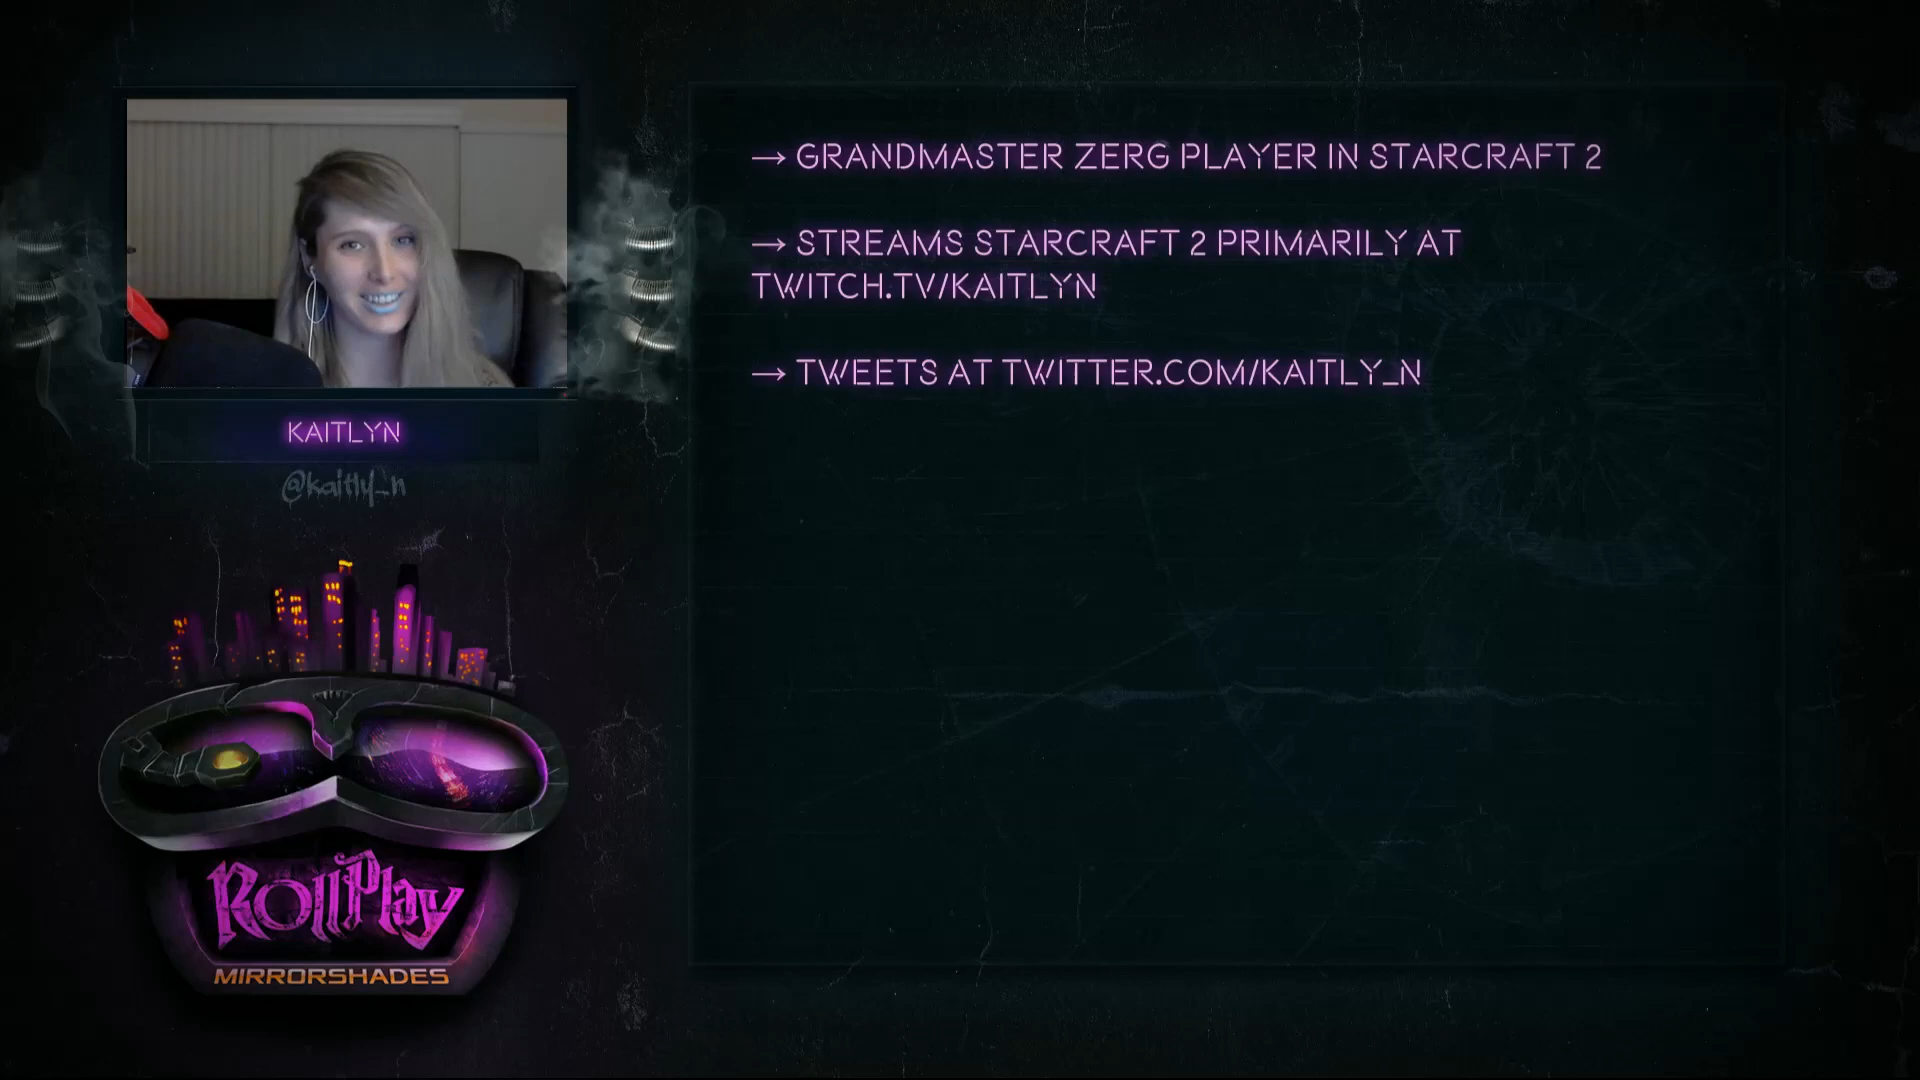 → GRANDMASTER ZERG PLAYER IN STARCRAFT 2
→ STREAMS STARCRAFT 2 PRIMARILY AT
TWITCH.TV/KAITLYN
→ TWEETS AT TWITTER.COM/KAITLY_N
KAITLYN
@kaitly_n
RollPlay
MIRRORSHADES